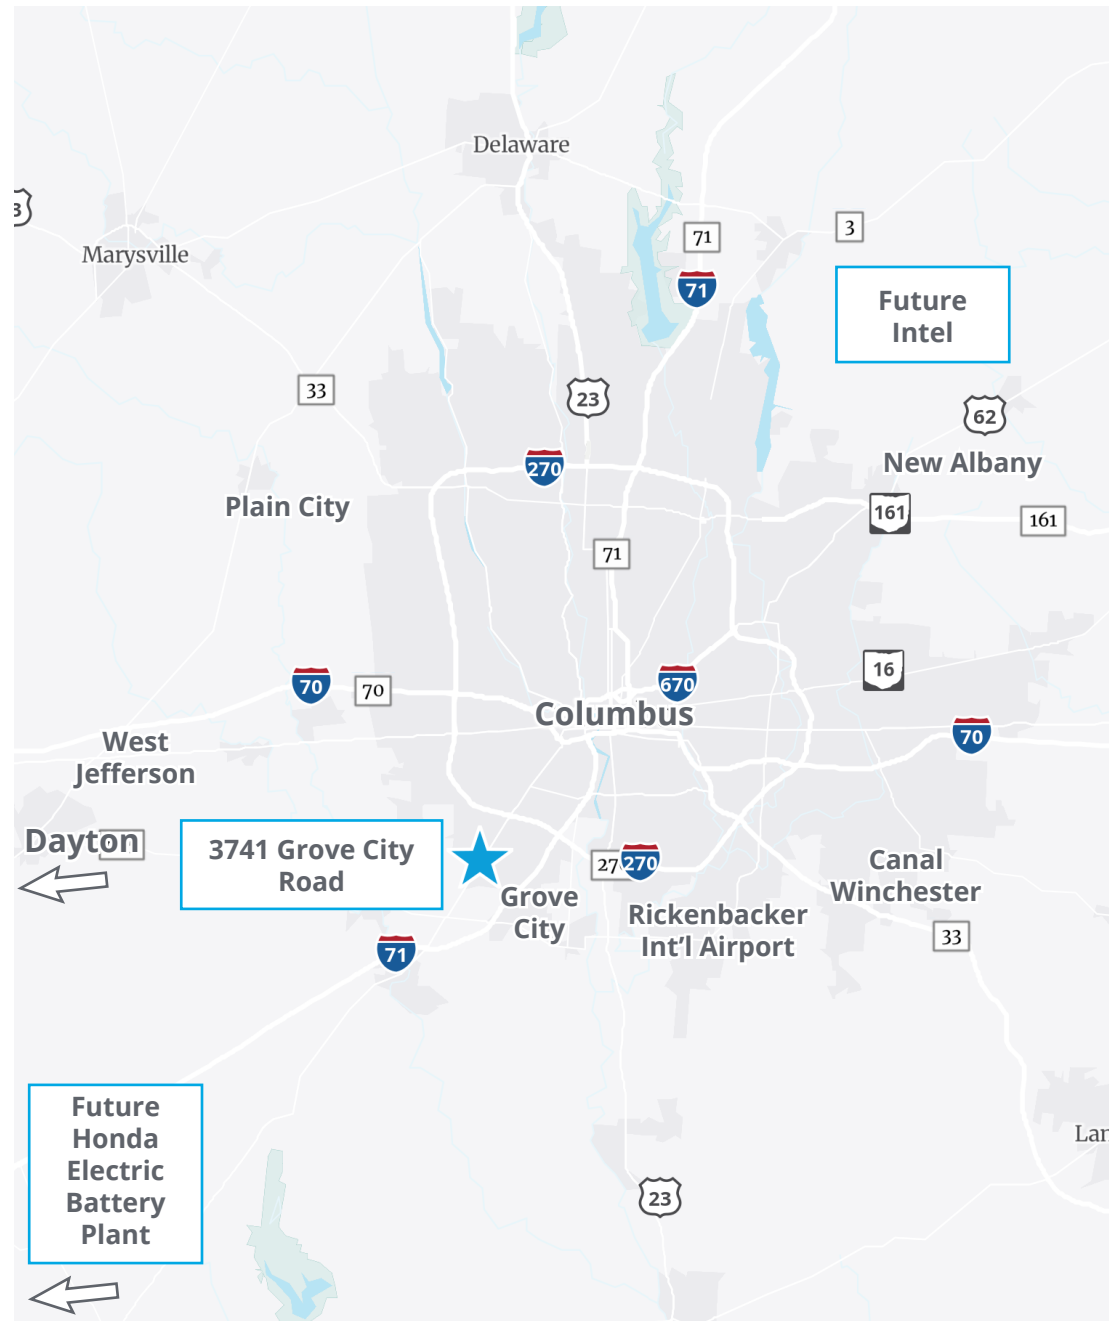 Delaware
3
Marysville
71
3
71
Future
Intel
33
23
62
270
New Albany
Plain City
161
161
71
16
70
70
670
Columbus
70
West
Jefferson
Dayton
3741 Grove City
Road
27
270
Canal
Winchester
Grove
City
Rickenbacker
Int'l Airport
33
71
Future
Honda
Electric
Battery
Plant
Lan
23